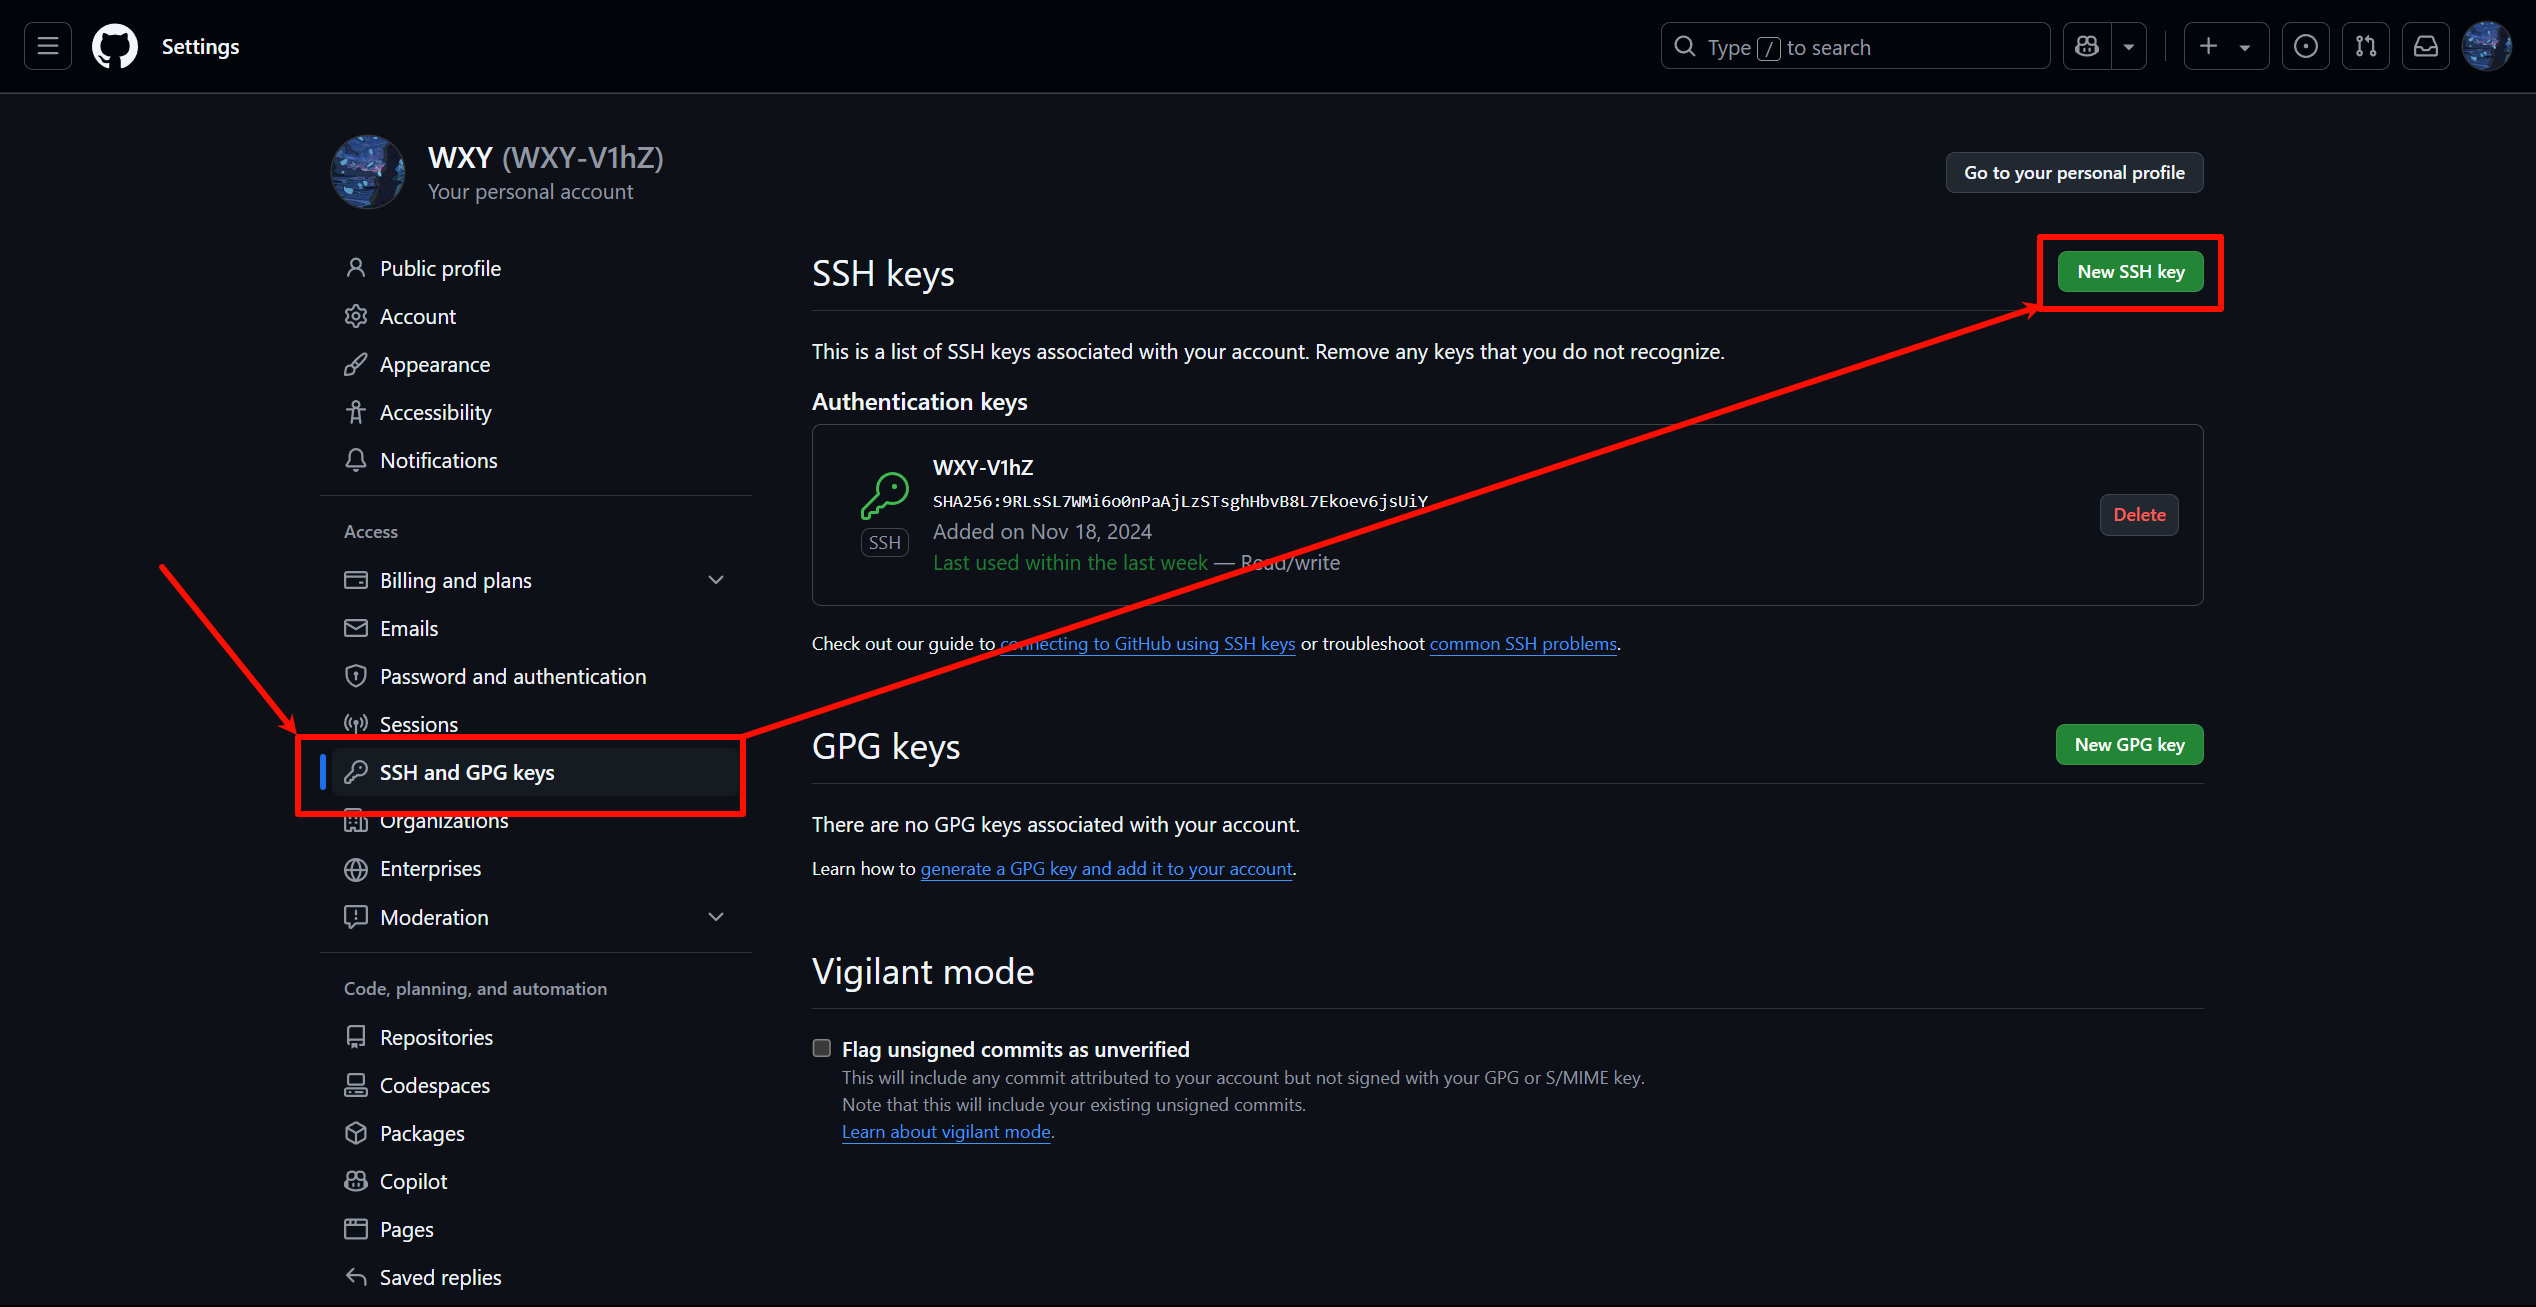 Settings
Type / to search
WXY (WXY-V1hZ)
Your personal account
Go to your personal profile
Public profile
Account
Appearance
Accessibility
Notifications
Access
Billing and plans
Emails
Password and authentication
Sessions
SSH and GPG keys
Organizations
Enterprises
Moderation
Code, planning, and automation
Repositories
Codespaces
Packages
Copilot
Pages
Saved replies
SSH keys
New SSH key
This is a list of SSH keys associated with your account. Remove any keys that you do not recognize.
Authentication keys
WXY-V1hZ
SHA256:9RLsSL7WMi6o0nPaAjLzSTsghHbvB8L7Ekoev6jsUiY
Added on Nov 18, 2024
Last used within the last week — Read/write
SSH
Delete
Check out our guide to connecting to GitHub using SSH keys or troubleshoot common SSH problems.
GPG keys
New GPG key
There are no GPG keys associated with your account.
Learn how to generate a GPG key and add it to your account.
Vigilant mode
Flag unsigned commits as unverified
This will include any commit attributed to your account but not signed with your GPG or S/MIME key.
Note that this will include your existing unsigned commits.
Learn about vigilant mode.